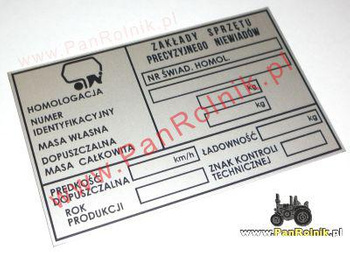 www.PanRolnik.pl
ZAKŁADY SPRZĘTU
PRECYZYJNEGO NIEWIADÓW
HOMOLOGACJA
NR ŚWIAD. HOMOL.
NUMER
IDENTYFIKACYJNY
MASA WŁASNA
kg
DOPUSZCZALNA
MASA CAŁKOWITA
kg
PRĘDKOŚĆ
DOPUSZCZALNA
km/h
ŁADOWNOŚĆ
kg
ROK
PRODUKCJI
ZNAK KONTROLI
TECHNICZNEJ
www.PanRolnik.pl
www.PanRolnik.pl